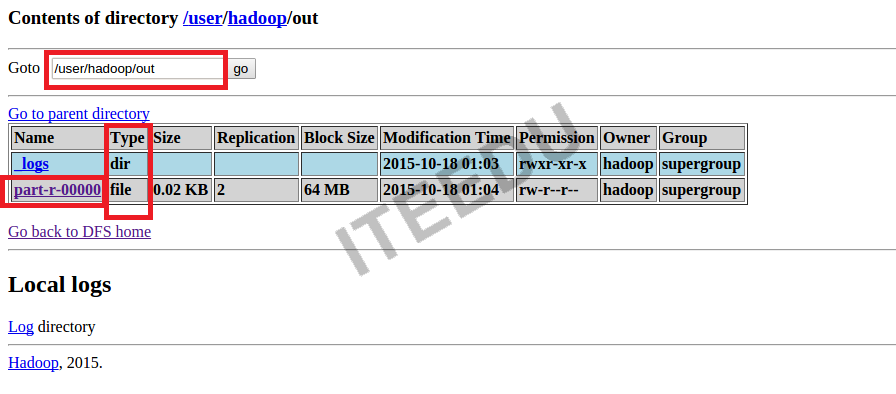 Contents of directory /user/hadoop/out
Goto /user/hadoop/out go
Go to parent directory
Name Type Size Replication Block Size Modification Time Permission Owner Group
_logs dir 2015-10-18 01:03 rwxr-xr-x hadoop supergroup
part-r-00000 file 0.02 KB 2 64 MB 2015-10-18 01:04 rw-r--r-- hadoop supergroup
Go back to DFS home
ITEEDU
Local logs
Log directory
Hadoop, 2015.